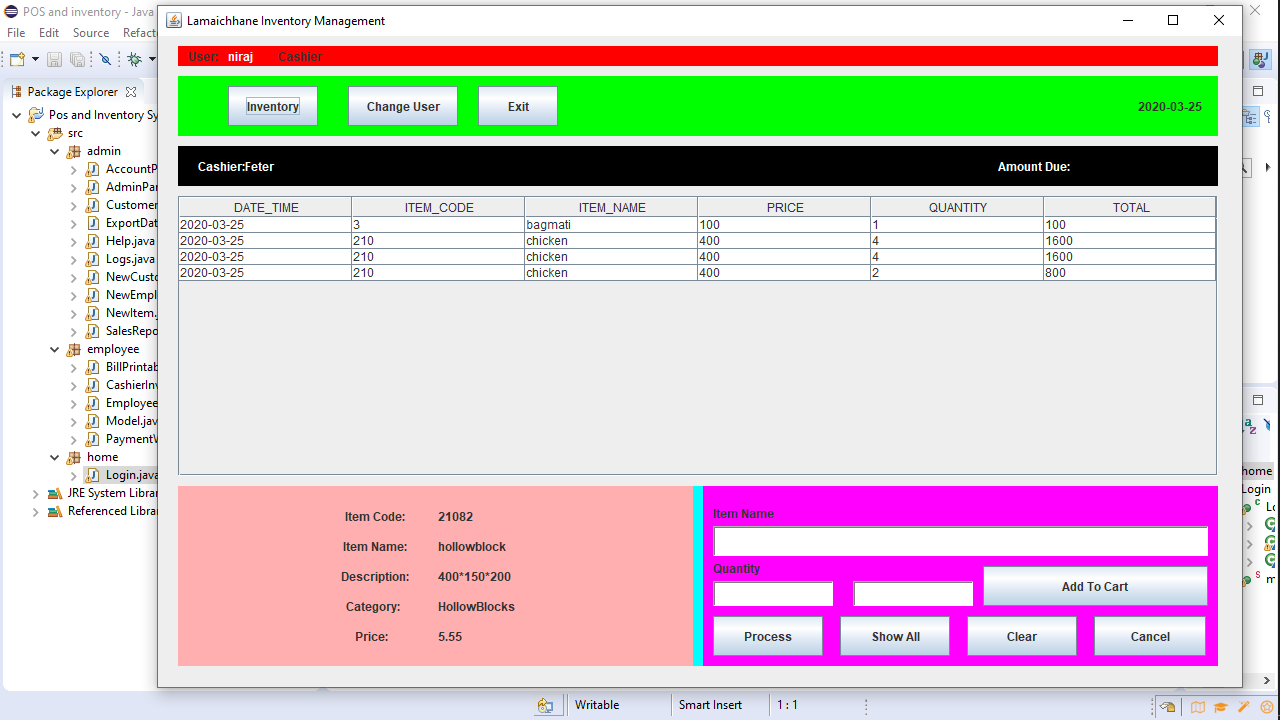 POS and inventory - Java
Lamaichhane Inventory Management
File Edit Source Refact
User: niraj Cashier
Package Explorer
Inventory Change User Exit 2020-03-25
Pos and Inventory Sy
src
admin
AccountP
AdminPar
Customer
ExportDat
Help.java
Logs.java
NewCusto
NewEmpl
NewItem.
SalesRepo
employee
BillPrintab
CashierInv
Employee
Model.jav
PaymentW
home
Login.java
JRE System Librar
Referenced Librar
Cashier:Feter Amount Due:
DATE_TIME ITEM_CODE ITEM_NAME PRICE QUANTITY TOTAL
2020-03-25 3 bagmati 100 1 100
2020-03-25 210 chicken 400 4 1600
2020-03-25 210 chicken 400 4 1600
2020-03-25 210 chicken 400 2 800
Item Code: 21082
Item Name: hollowblock
Description: 400*150*200
Category: HollowBlocks
Price: 5.55
Item Name
Quantity
Add To Cart
Process Show All Clear Cancel
home
Login
Writable Smart Insert 1 : 1